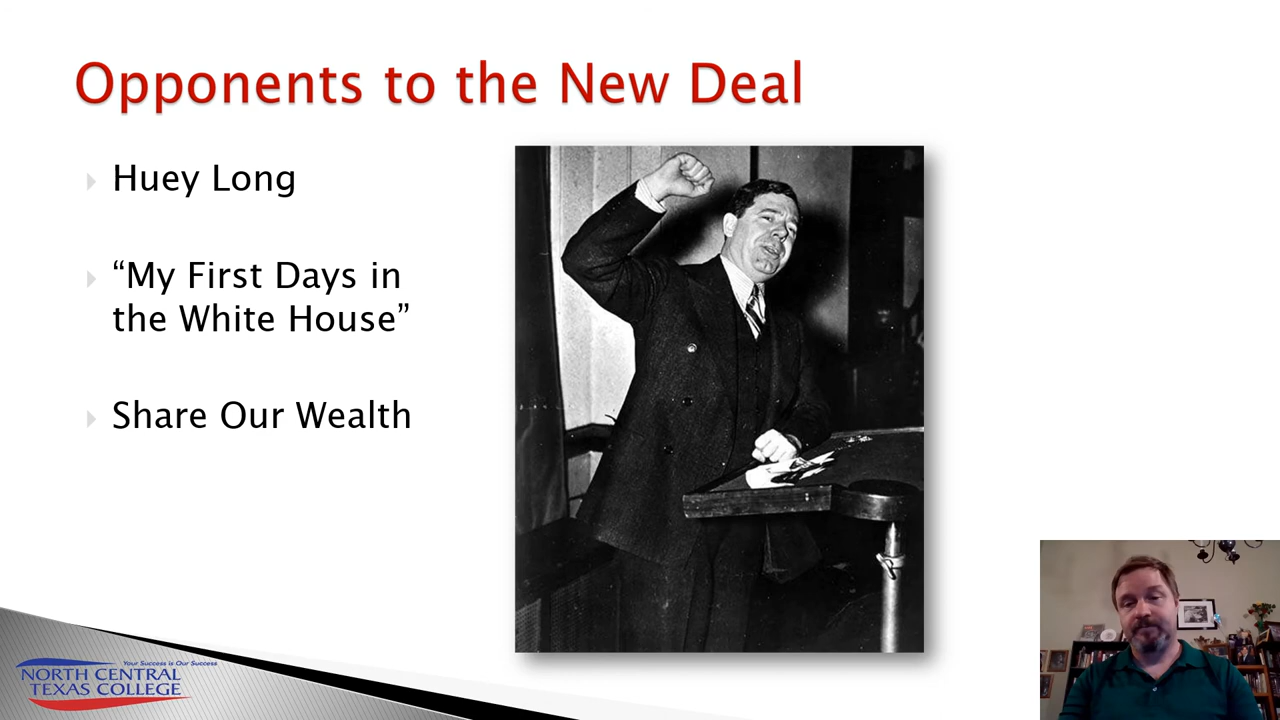 Opponents to the New Deal
Huey Long
“My First Days in
the White House”
Share Our Wealth
Your Success is Our Success
NORTH CENTRAL
TEXAS COLLEGE